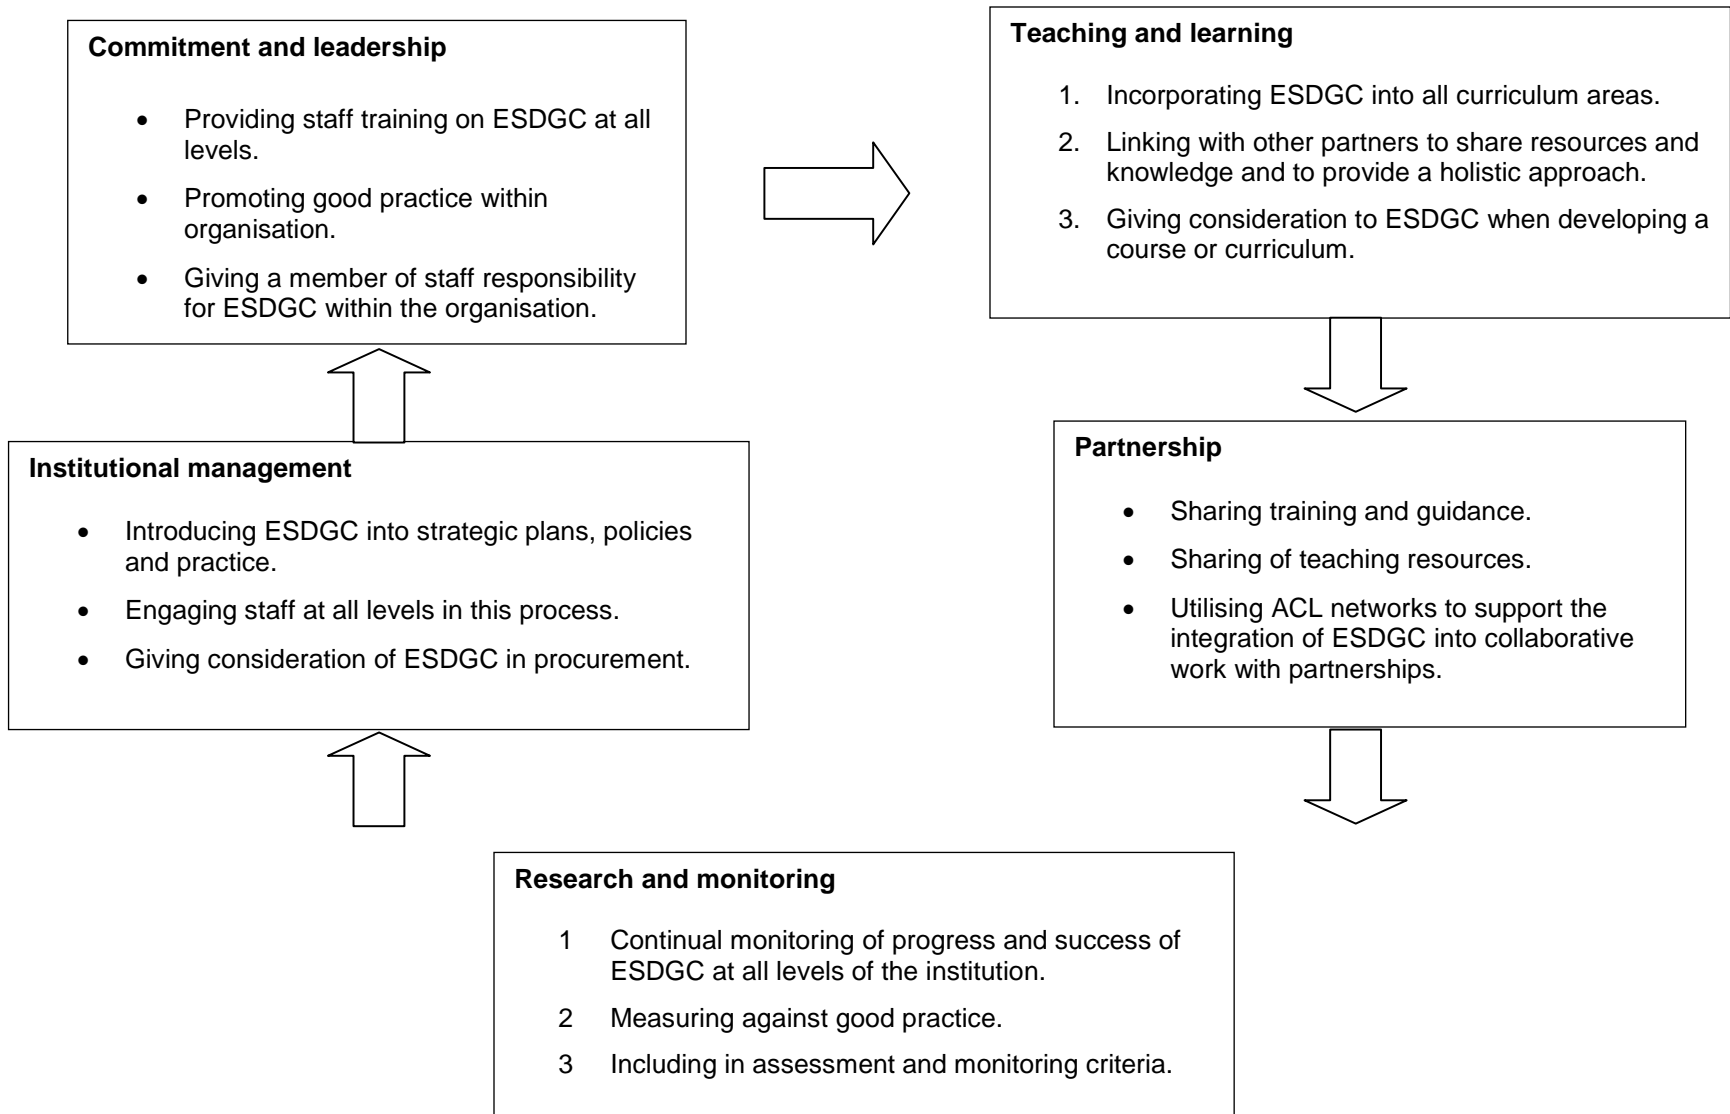 Commitment and leadership
• Providing staff training on ESDGC at all
levels.
• Promoting good practice within
organisation.
• Giving a member of staff responsibility
for ESDGC within the organisation.
Teaching and learning
1. Incorporating ESDGC into all curriculum areas.
2. Linking with other partners to share resources and
knowledge and to provide a holistic approach.
3. Giving consideration to ESDGC when developing a
course or curriculum.
Institutional management
• Introducing ESDGC into strategic plans, policies
and practice.
• Engaging staff at all levels in this process.
• Giving consideration of ESDGC in procurement.
Partnership
• Sharing training and guidance.
• Sharing of teaching resources.
• Utilising ACL networks to support the
integration of ESDGC into collaborative
work with partnerships.
Research and monitoring
1 Continual monitoring of progress and success of
ESDGC at all levels of the institution.
2 Measuring against good practice.
3 Including in assessment and monitoring criteria.